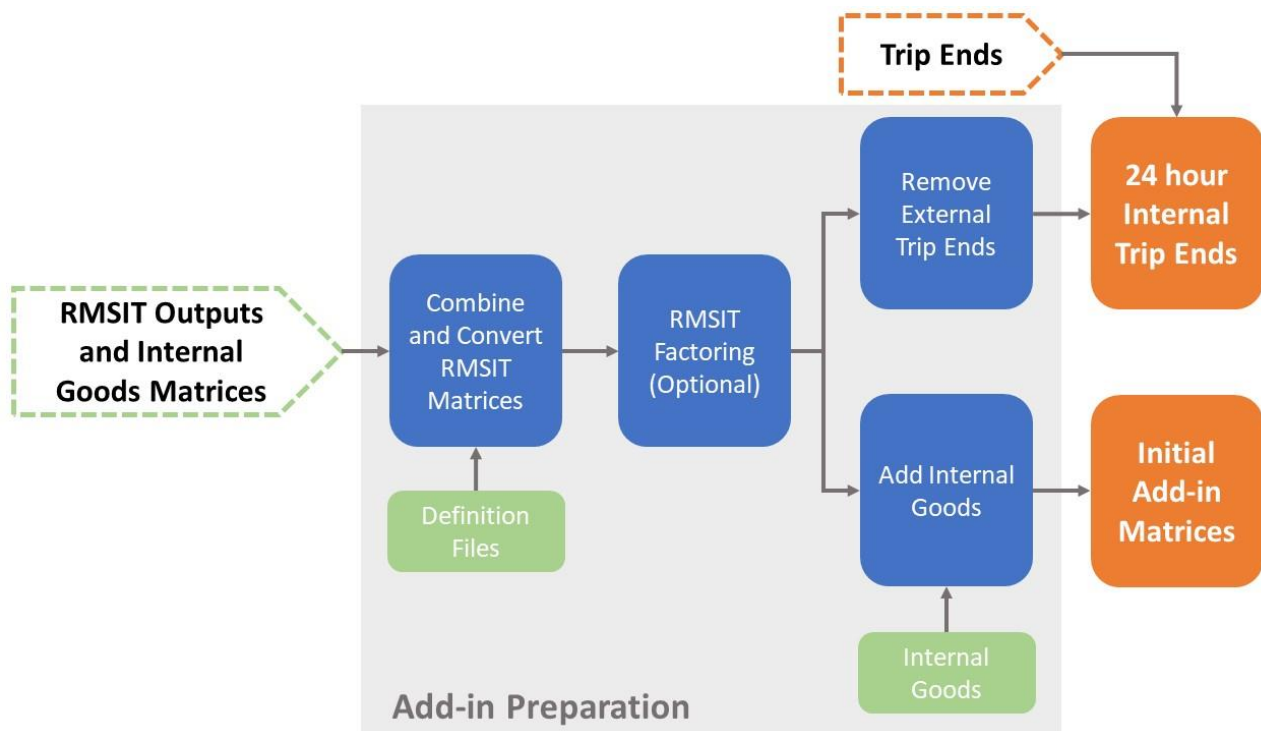 Trip Ends
RMSIT Outputs
and Internal
Goods Matrices
Combine
and Convert
RMSIT
Matrices
Definition
Files
RMSIT
Factoring
(Optional)
Remove
External
Trip Ends
24 hour
Internal
Trip Ends
Add Internal
Goods
Initial
Add-in
Matrices
Internal
Goods
Add-in Preparation